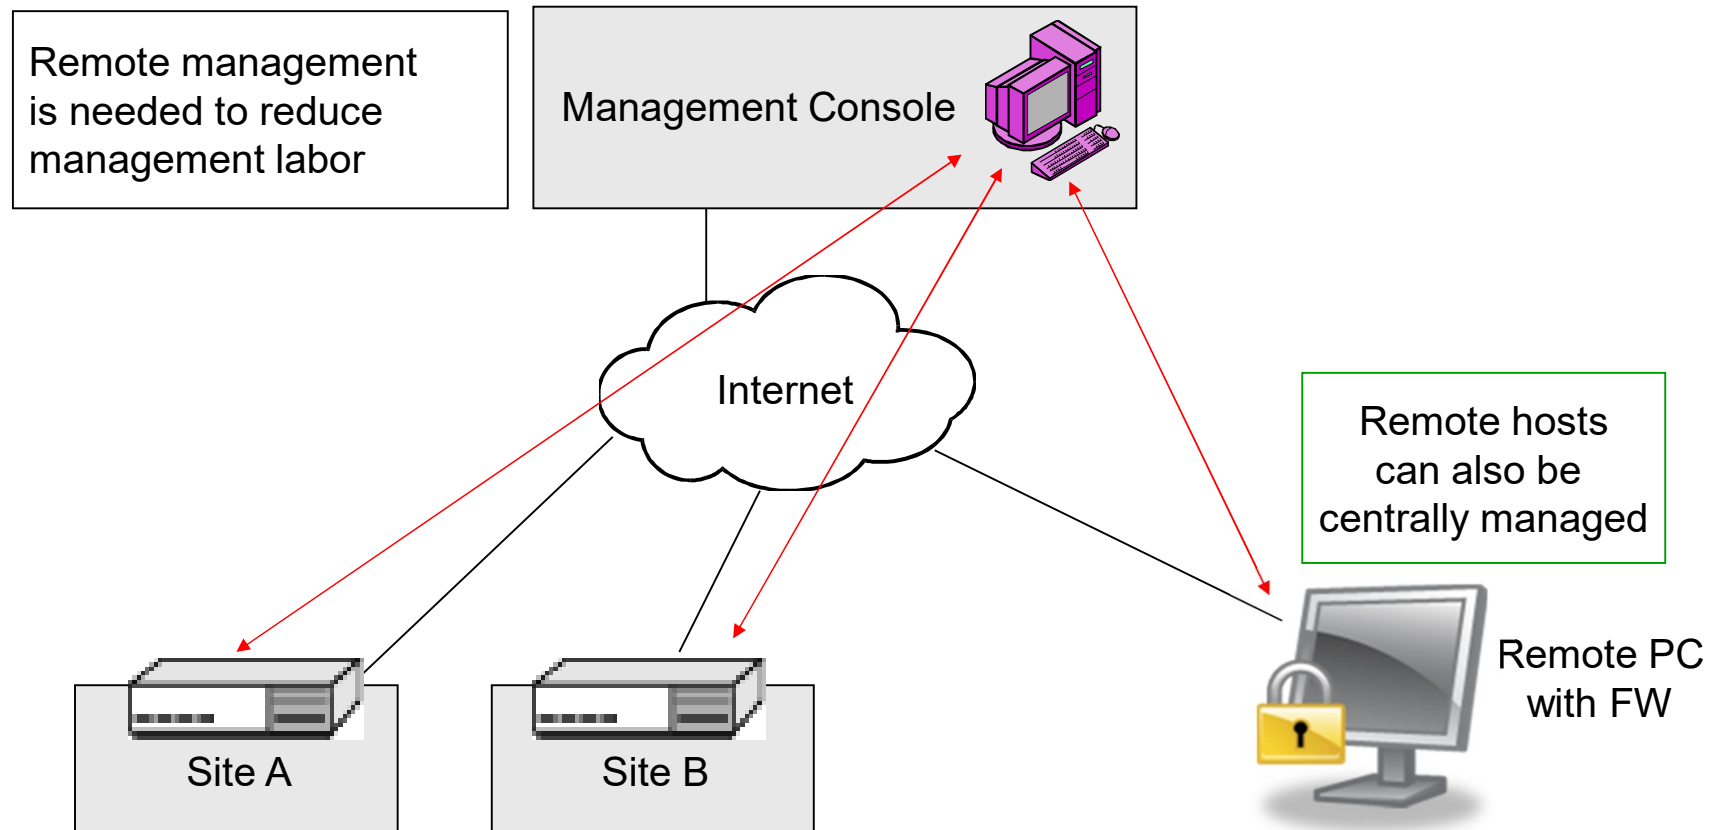 Remote management
is needed to reduce
management labor
Management Console
Internet
Remote hosts
can also be
centrally managed
Remote PC
with FW
Site A
Site B